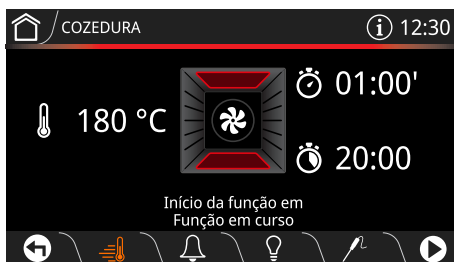 COZEDURA 12:30
180 °C
01:00'
20:00
Início da função em
Função em curso